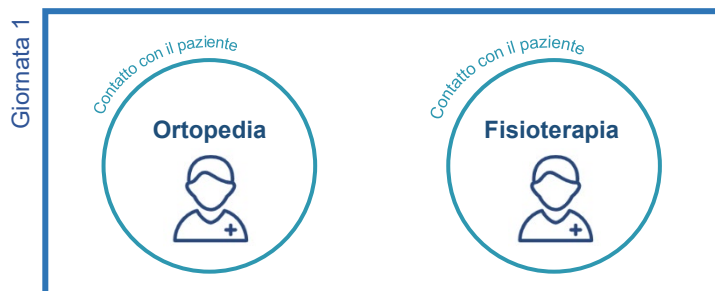 Giornata 1
Contatto con il paziente
Ortopedia
Contatto con il paziente
Fisioterapia